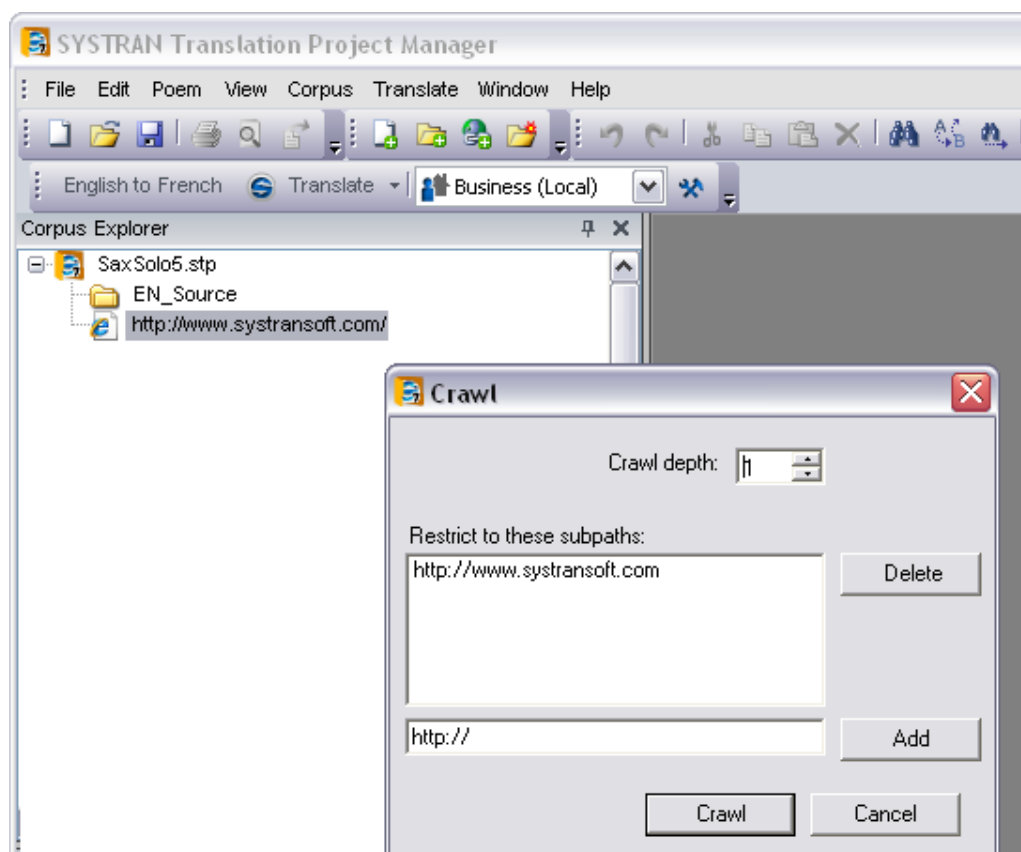 SYSTRAN Translation Project Manager
File Edit Poem View Corpus Translate Window Help
English to French Translate Business (Local)
Corpus Explorer
SaxSolo5.stp
EN_Source
http://www.systransoft.com/
Crawl
Crawl depth: 1
Restrict to these subpaths:
http://www.systransoft.com
Delete
http://
Add
Crawl Cancel